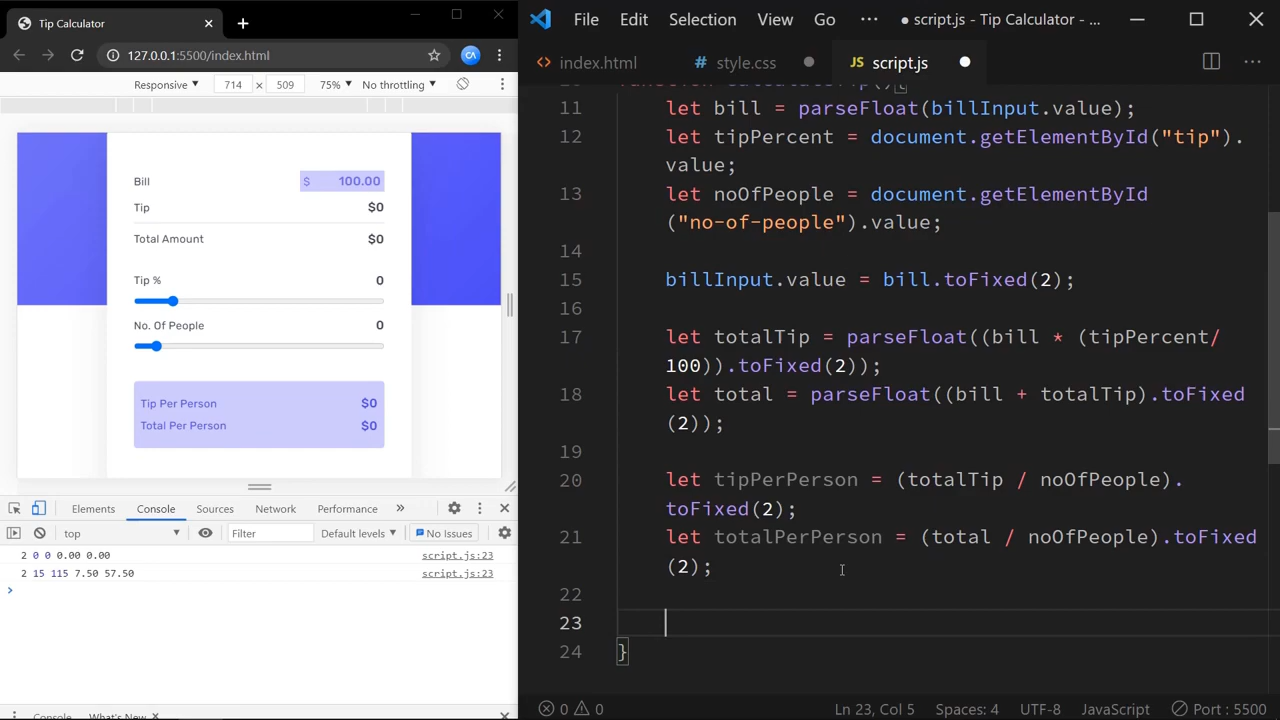 Tip Calculator
127.0.0.1:5500/index.html
Responsive 714 × 509 75% No throttling
Bill $ 100.00
Tip $0
Total Amount $0
Tip % 0
No. Of People 0
Tip Per Person $0
Total Per Person $0
Elements Console Sources Network Performance »
top Filter Default levels No Issues
2 0 0 0.00 0.00 script.js:23
2 15 115 7.50 57.50 script.js:23
>
Console What's New ×
File Edit Selection View Go ··· ● script.js - Tip Calculator - ...
<> index.html # style.css ● JS script.js ●
11 let bill = parseFloat(billInput.value);
12 let tipPercent = document.getElementById("tip").
value;
13 let noOfPeople = document.getElementById
("no-of-people").value;
14
15 billInput.value = bill.toFixed(2);
16
17 let totalTip = parseFloat((bill * (tipPercent/
100)).toFixed(2));
18 let total = parseFloat((bill + totalTip).toFixed
(2));
19
20 let tipPerPerson = (totalTip / noOfPeople).
toFixed(2);
21 let totalPerPerson = (total / noOfPeople).toFixed
(2);
22
23
24 }
0 0 Ln 23, Col 5 Spaces: 4 UTF-8 JavaScript Port : 5500